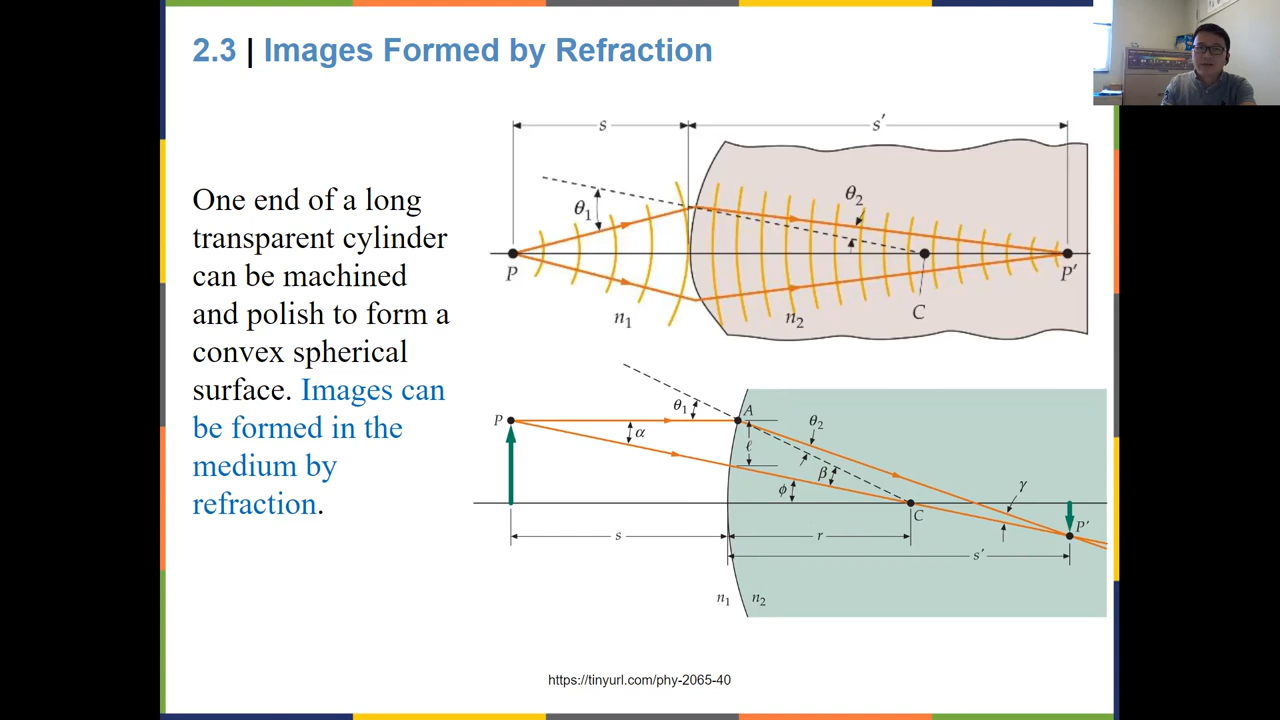 2.3 | Images Formed by Refraction
One end of a long
transparent cylinder
can be machined
and polish to form a
convex spherical
surface. Images can
be formed in the
medium by
refraction.
s
s′
θ1
θ2
P
C
P′
n1
n2
P
θ1
A
θ2
α
ℓ
β
ϕ
γ
C
P′
s
r
s′
n1
n2
https://tinyurl.com/phy-2065-40